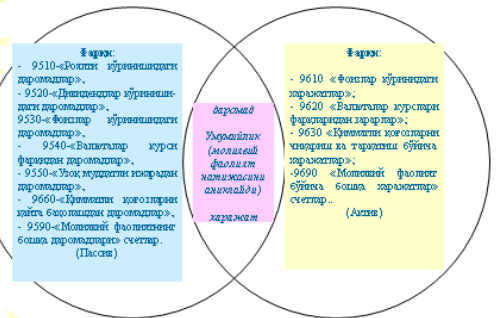 Фарқи:
- 9510-«Роялти кўринишидаги
даромадлар»,
- 9520-«Дивидендлар кўриниши-
даги даромадлар»,
9530-«Фоизлар кўринишидаги
даромадлар»,
- 9540-«Валюталар курси
фарқидан даромадлар»,
- 9550-«Узоқ муддатли ижарадан
даромадлар»,
- 9660-«Қимматли қоғозларни
қайта баҳолашдан даромадлар»,
- 9590-«Молиявий фаолиятнинг
бошқа даромадлари» счетлар.
(Пассив)
даромад
Умумийлик
(молиявий
фаолият
натижасини
аниқлайди)
харажат
Фарқи:
- 9610 «Фоизлар кўринидаги
харажатлар»;
- 9620 «Валюталар курслари
фарқларидан зарарлар»;
- 9630 «Қимматли қоғозларни
чиқариш ва тарқатиш бўйича
харажатлар»;
-9690 «Молиявий фаолият
бўйича бошқа харажатлар»
счетлар..
(Актив)